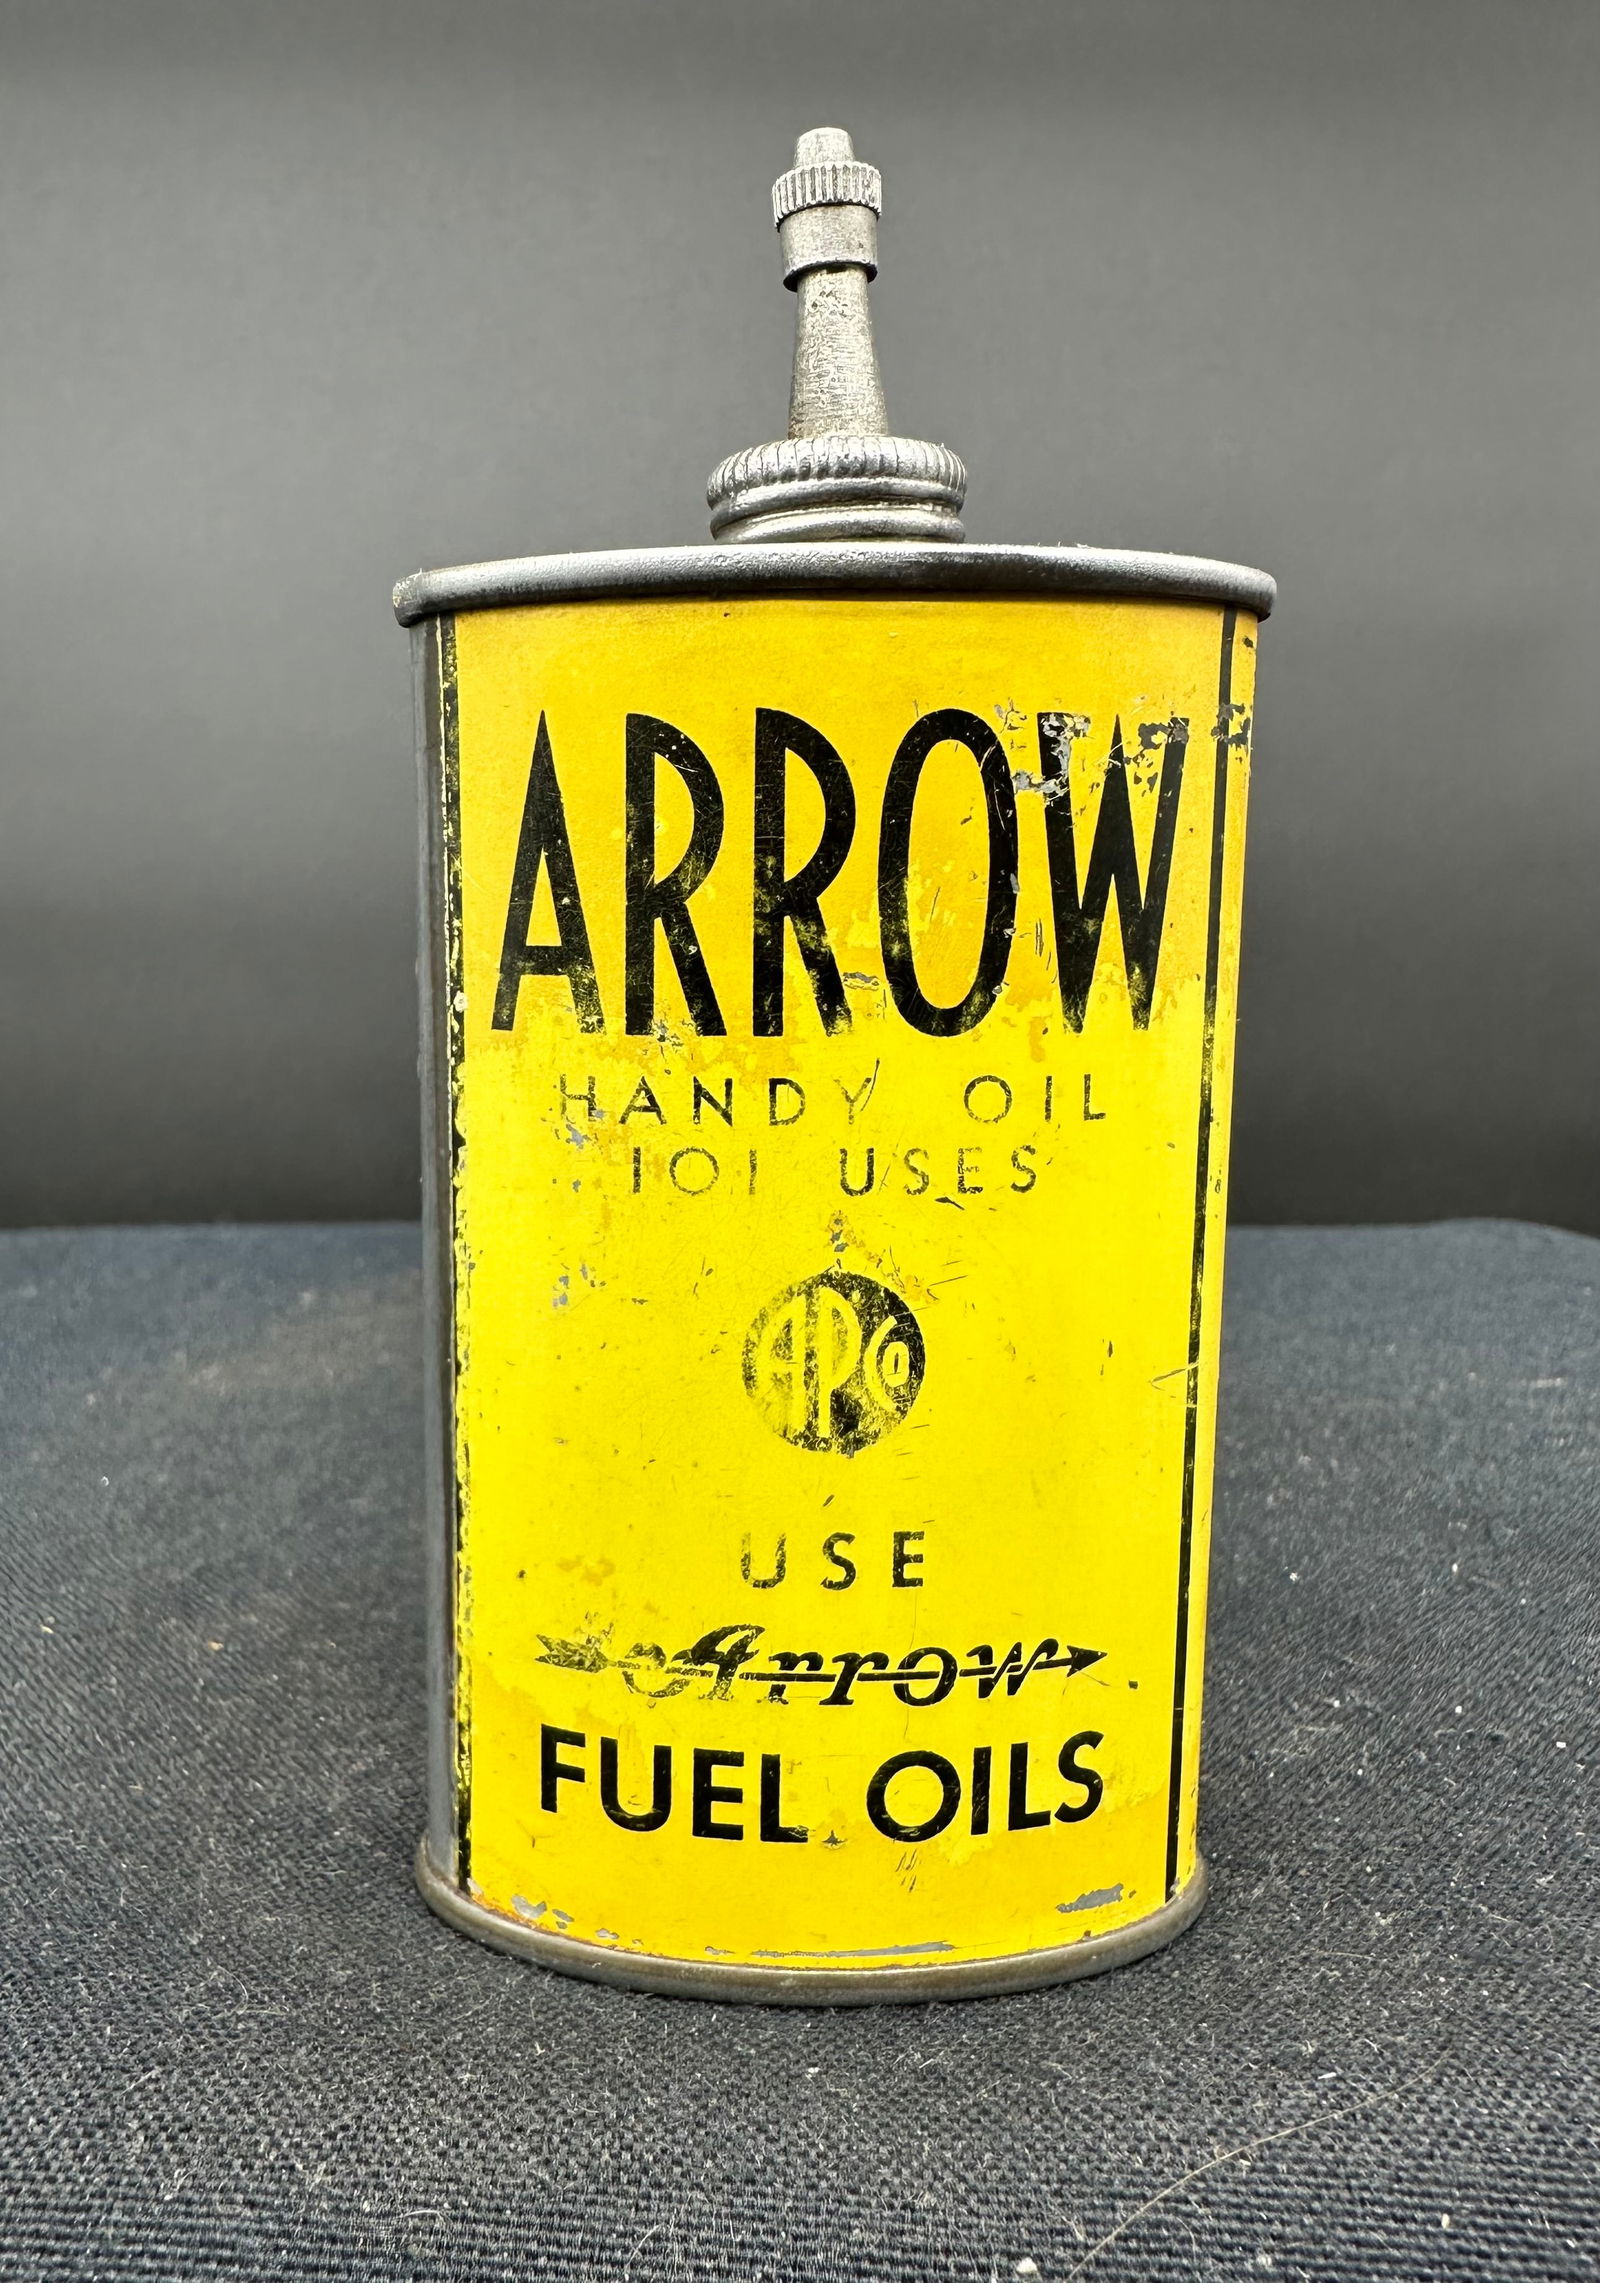 ARROW
HANDY OIL
101 USES
APCo
USE
Arrow
FUEL OILS